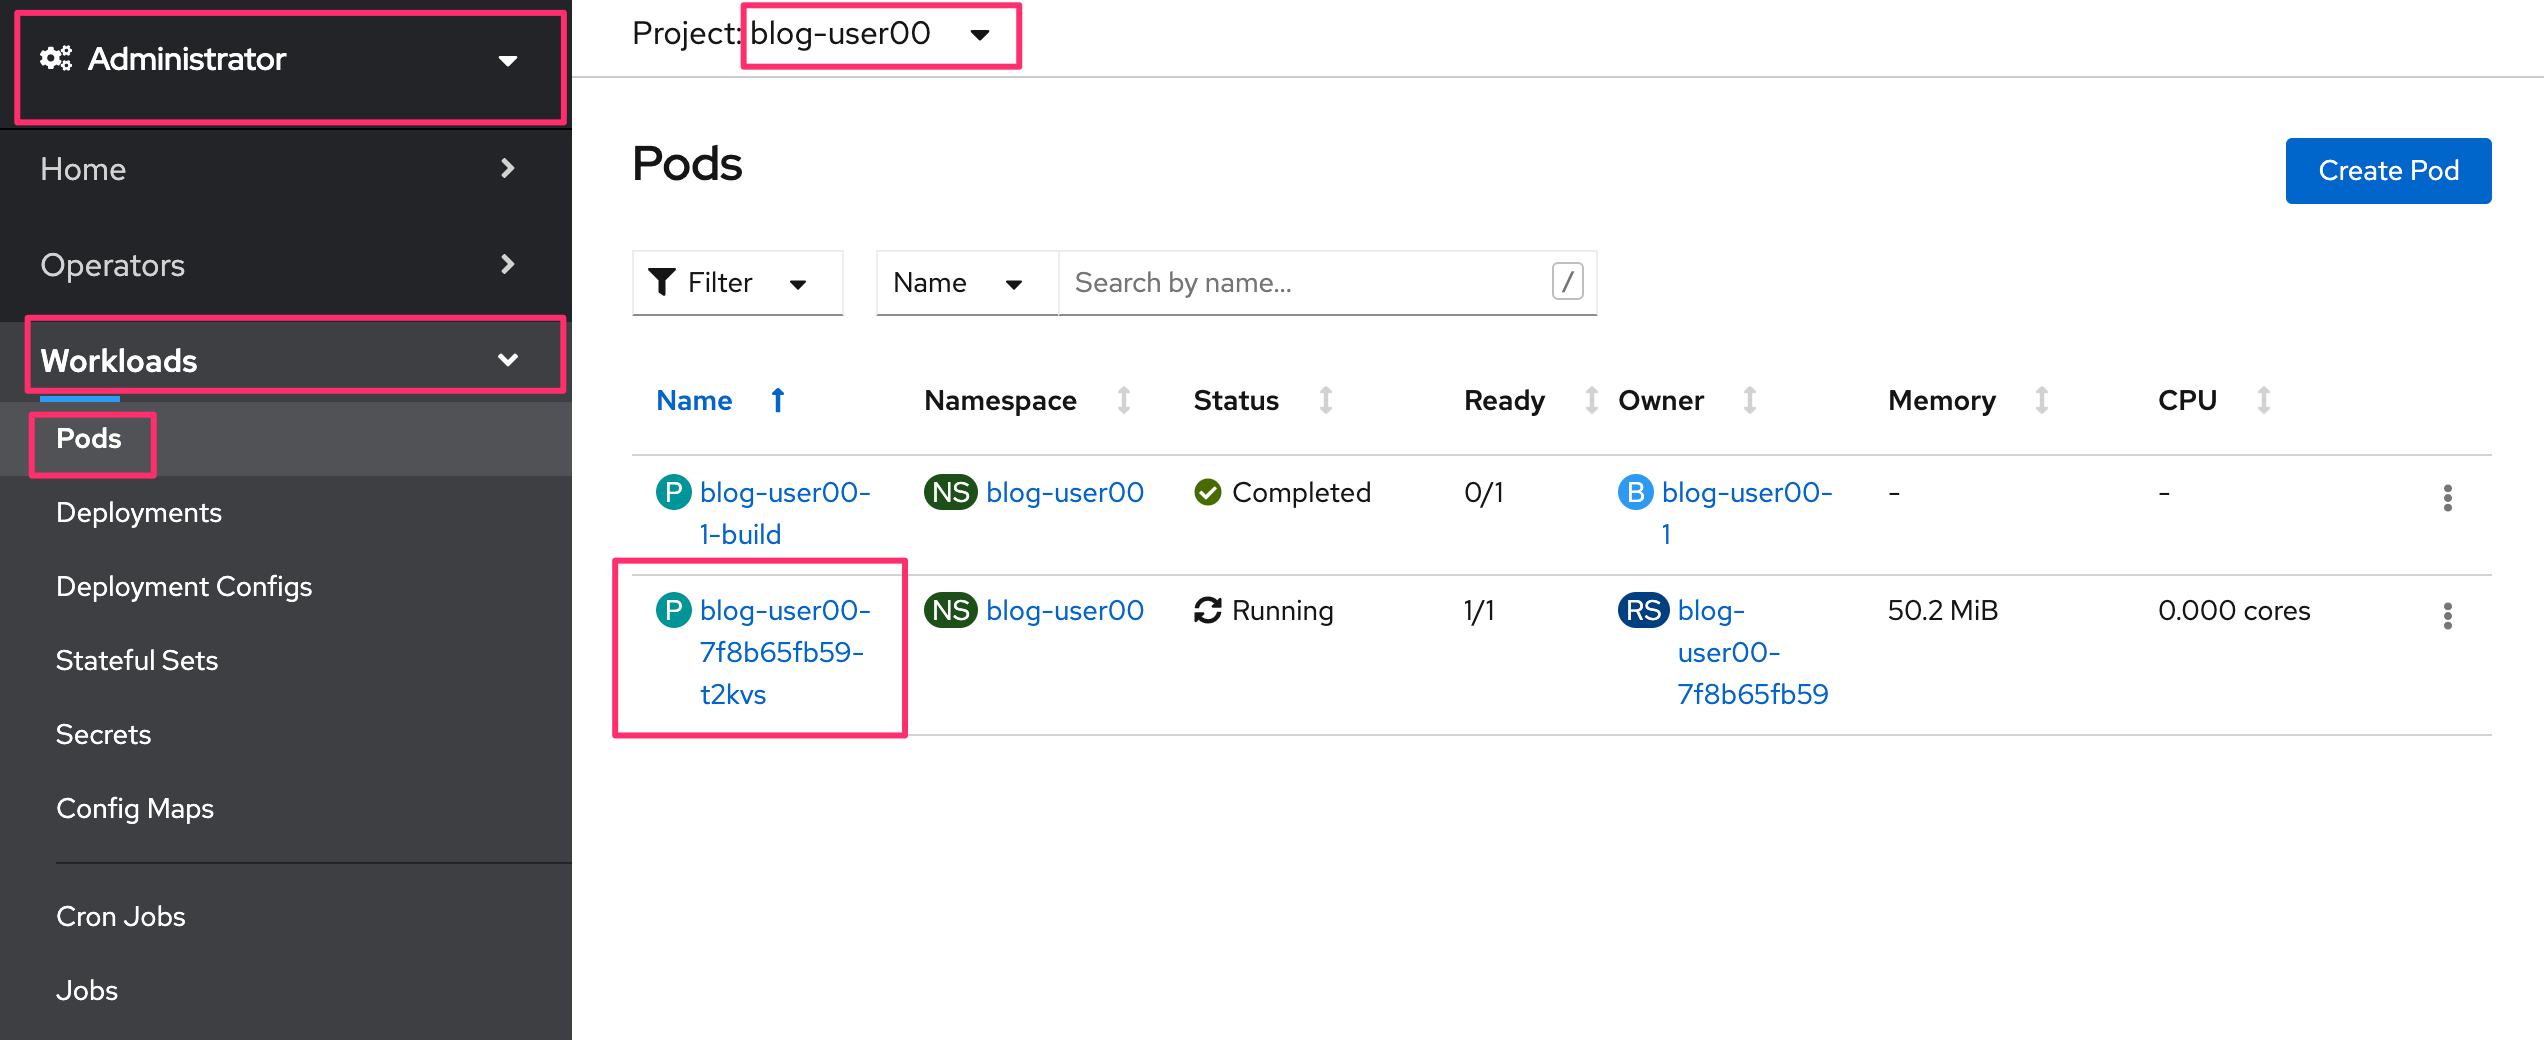 Administrator
Home
Operators
Workloads
Pods
Deployments
Deployment Configs
Stateful Sets
Secrets
Config Maps
Cron Jobs
Jobs
Project: blog-user00
Pods
Create Pod
Filter
Name
Search by name...
/
Name Namespace Status Ready Owner Memory CPU
P blog-user00- NS blog-user00 Completed 0/1 B blog-user00- - -
1-build 1
P blog-user00- NS blog-user00 Running 1/1 RS blog- 50.2 MiB 0.000 cores
7f8b65fb59- user00-
t2kvs 7f8b65fb59